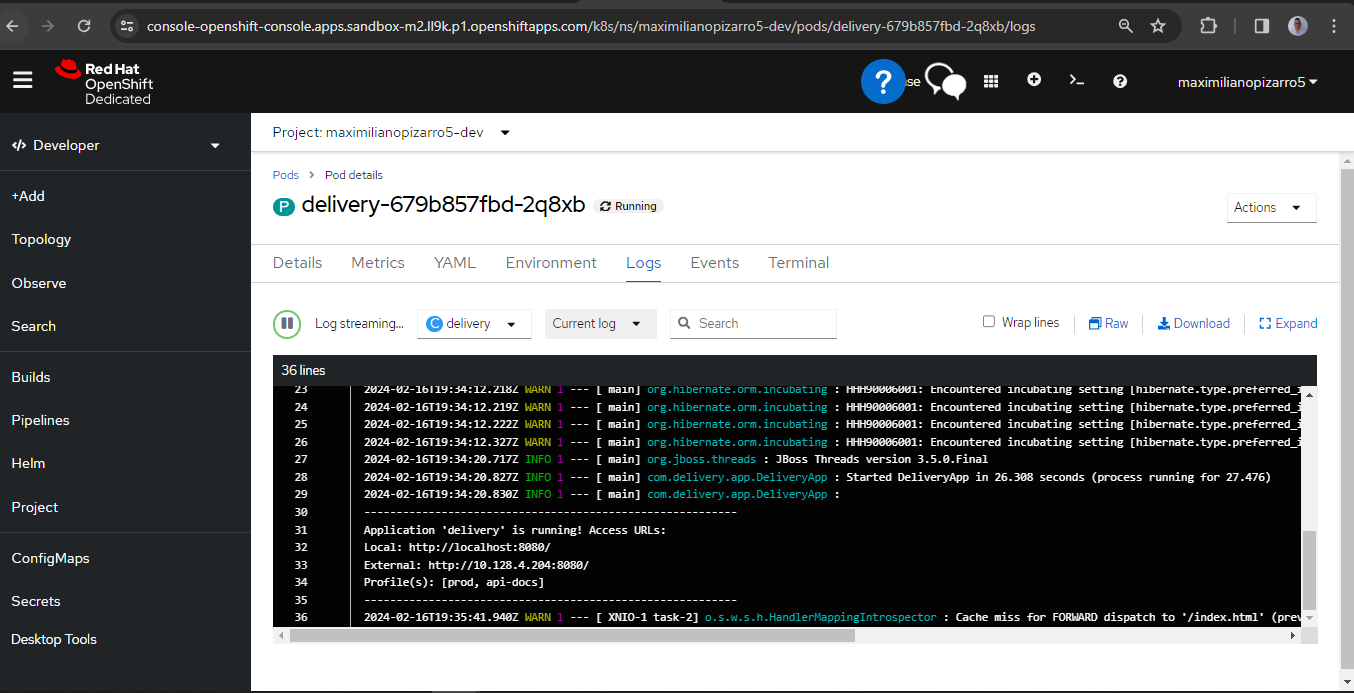 console-openshift-console.apps.sandbox-m2.ll9k.p1.openshiftapps.com/k8s/ns/maximilianopizarro5-dev/pods/delivery-679b857fbd-2q8xb/logs
Red Hat
OpenShift
Dedicated
? se
maximilianopizarro5
</> Developer
+Add
Topology
Observe
Search
Builds
Pipelines
Helm
Project
ConfigMaps
Secrets
Desktop Tools
Project: maximilianopizarro5-dev
Pods > Pod details
P delivery-679b857fbd-2q8xb Running
Actions
Details Metrics YAML Environment Logs Events Terminal
Log streaming... C delivery Current log Search Wrap lines Raw Download Expand
36 lines
23 2024-02-16T19:34:12.218Z WARN 1 --- [ main] org.hibernate.orm.incubating : HHH90006001: Encountered incubating setting [hibernate.type.preferred_i
24 2024-02-16T19:34:12.219Z WARN 1 --- [ main] org.hibernate.orm.incubating : HHH90006001: Encountered incubating setting [hibernate.type.preferred_i
25 2024-02-16T19:34:12.222Z WARN 1 --- [ main] org.hibernate.orm.incubating : HHH90006001: Encountered incubating setting [hibernate.type.preferred_i
26 2024-02-16T19:34:12.327Z WARN 1 --- [ main] org.hibernate.orm.incubating : HHH90006001: Encountered incubating setting [hibernate.type.preferred_i
27 2024-02-16T19:34:20.717Z INFO 1 --- [ main] org.jboss.threads : JBoss Threads version 3.5.0.Final
28 2024-02-16T19:34:20.827Z INFO 1 --- [ main] com.delivery.app.DeliveryApp : Started DeliveryApp in 26.308 seconds (process running for 27.476)
29 2024-02-16T19:34:20.830Z INFO 1 --- [ main] com.delivery.app.DeliveryApp :
30 ----------------------------------------------------------
31 Application 'delivery' is running! Access URLs:
32 Local: http://localhost:8080/
33 External: http://10.128.4.204:8080/
34 Profile(s): [prod, api-docs]
35 ----------------------------------------------------------
36 2024-02-16T19:35:41.940Z WARN 1 --- [ XNIO-1 task-2] o.s.w.s.h.HandlerMappingIntrospector : Cache miss for FORWARD dispatch to '/index.html' (prev